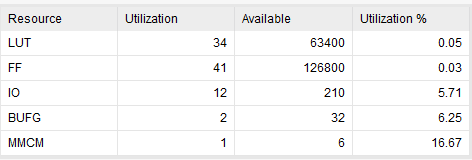 Resource Utilization Available Utilization %
LUT 34 63400 0.05
FF 41 126800 0.03
IO 12 210 5.71
BUFG 2 32 6.25
MMCM 1 6 16.67